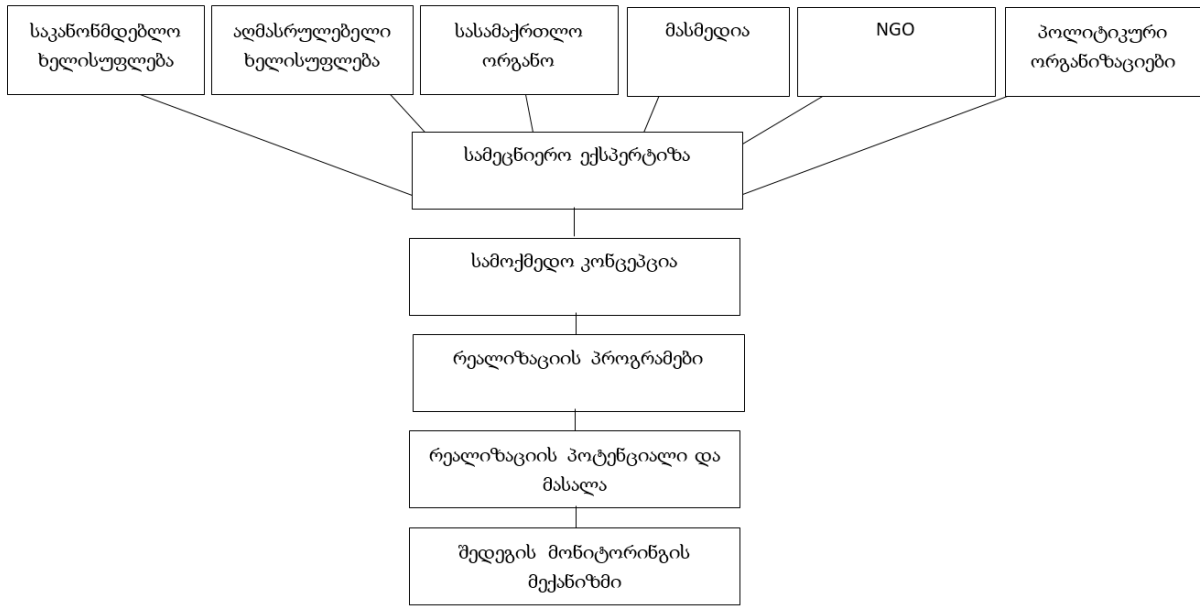 საკანონმდებლო
ხელისუფლება
აღმასრულებელი
ხელისუფლება
სასამაქრთლო
ორგანო
მასმედია
NGO
პოლიტიკური
ორგანიზაციები
სამეცნიერო ექსპერტიზა
სამოქმედო კონცეპცია
რეალიზაციის პროგრამები
რეალიზაციის პოტენციალი და
მასალა
შედეგის მონიტორინგის
მექანიზმი